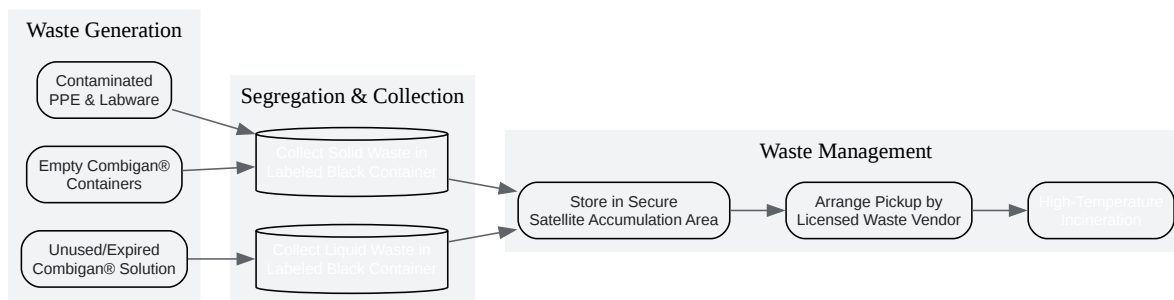 Waste Generation
Contaminated
PPE & Labware
Empty Combigan®
Containers
Unused/Expired
Combigan® Solution
Segregation & Collection
Collect Solid Waste in
Labeled Black Container
Collect Liquid Waste in
Labeled Black Container
Waste Management
Store in Secure
Satellite Accumulation Area
Arrange Pickup by
Licensed Waste Vendor
High-Temperature
Incineration